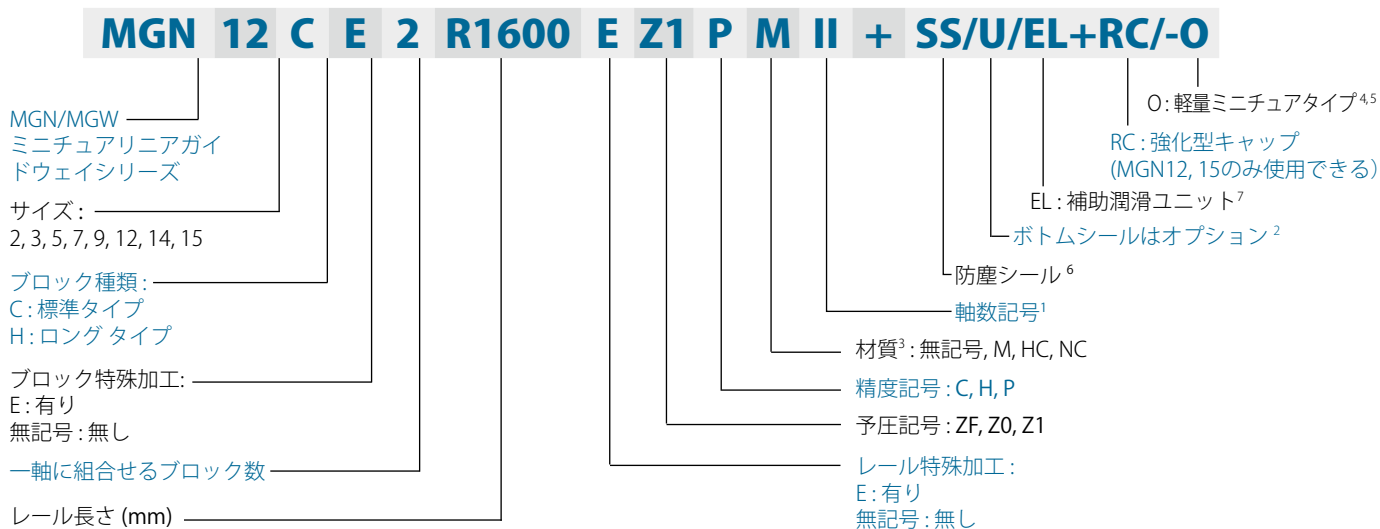 MGN 12 C E 2 R1600 E Z1 P M II + SS/U/EL+RC/-O
MGN/MGW
ミニチュアリニアガイ
ドウェイシリーズ
サイズ :
2, 3, 5, 7, 9, 12, 14, 15
ブロック種類 :
C : 標準タイプ
H : ロング タイプ
ブロック特殊加工:
E : 有り
無記号 : 無し
一軸に組合せるブロック数
レール長さ (mm)
O : 軽量ミニチュアタイプ 4,5
RC : 強化型キャップ
(MGN12, 15のみ使用できる)
EL : 補助潤滑ユニット7
ボトムシールはオプション 2
防塵シール 6
軸数記号1
材質3 : 無記号, M, HC, NC
精度記号 : C, H, P
予圧記号 : ZF, Z0, Z1
レール特殊加工 :
E : 有り
無記号 : 無し